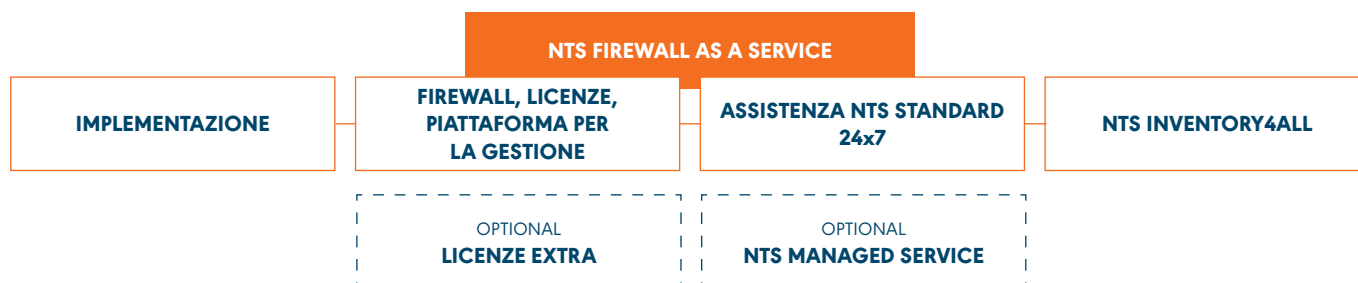 NTS FIREWALL AS A SERVICE
IMPLEMENTAZIONE
FIREWALL, LICENZE,
PIATTAFORMA PER
LA GESTIONE
ASSISTENZA NTS STANDARD
24x7
NTS INVENTORY4ALL
OPTIONAL
LICENZE EXTRA
OPTIONAL
NTS MANAGED SERVICE